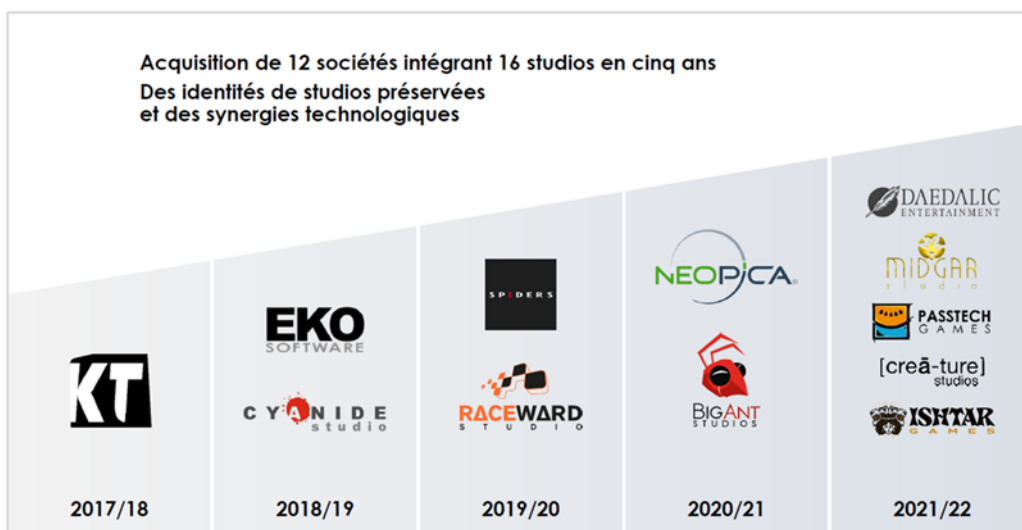 Acquisition de 12 sociétés intégrant 16 studios en cinq ans
Des identités de studios préservées
et des synergies technologiques
KT
2017/18
EKO
SOFTWARE
CYANIDE
studio
2018/19
SPIDERS
RACEWARD
STUDIO
2019/20
NEOPICA®
BIGANT
STUDIOS
2020/21
DAEDALIC
ENTERTAINMENT
MIDGAR
studio
PASSTECH
GAMES
[creā-ture]
studios
ISHTAR
GAMES
2021/22